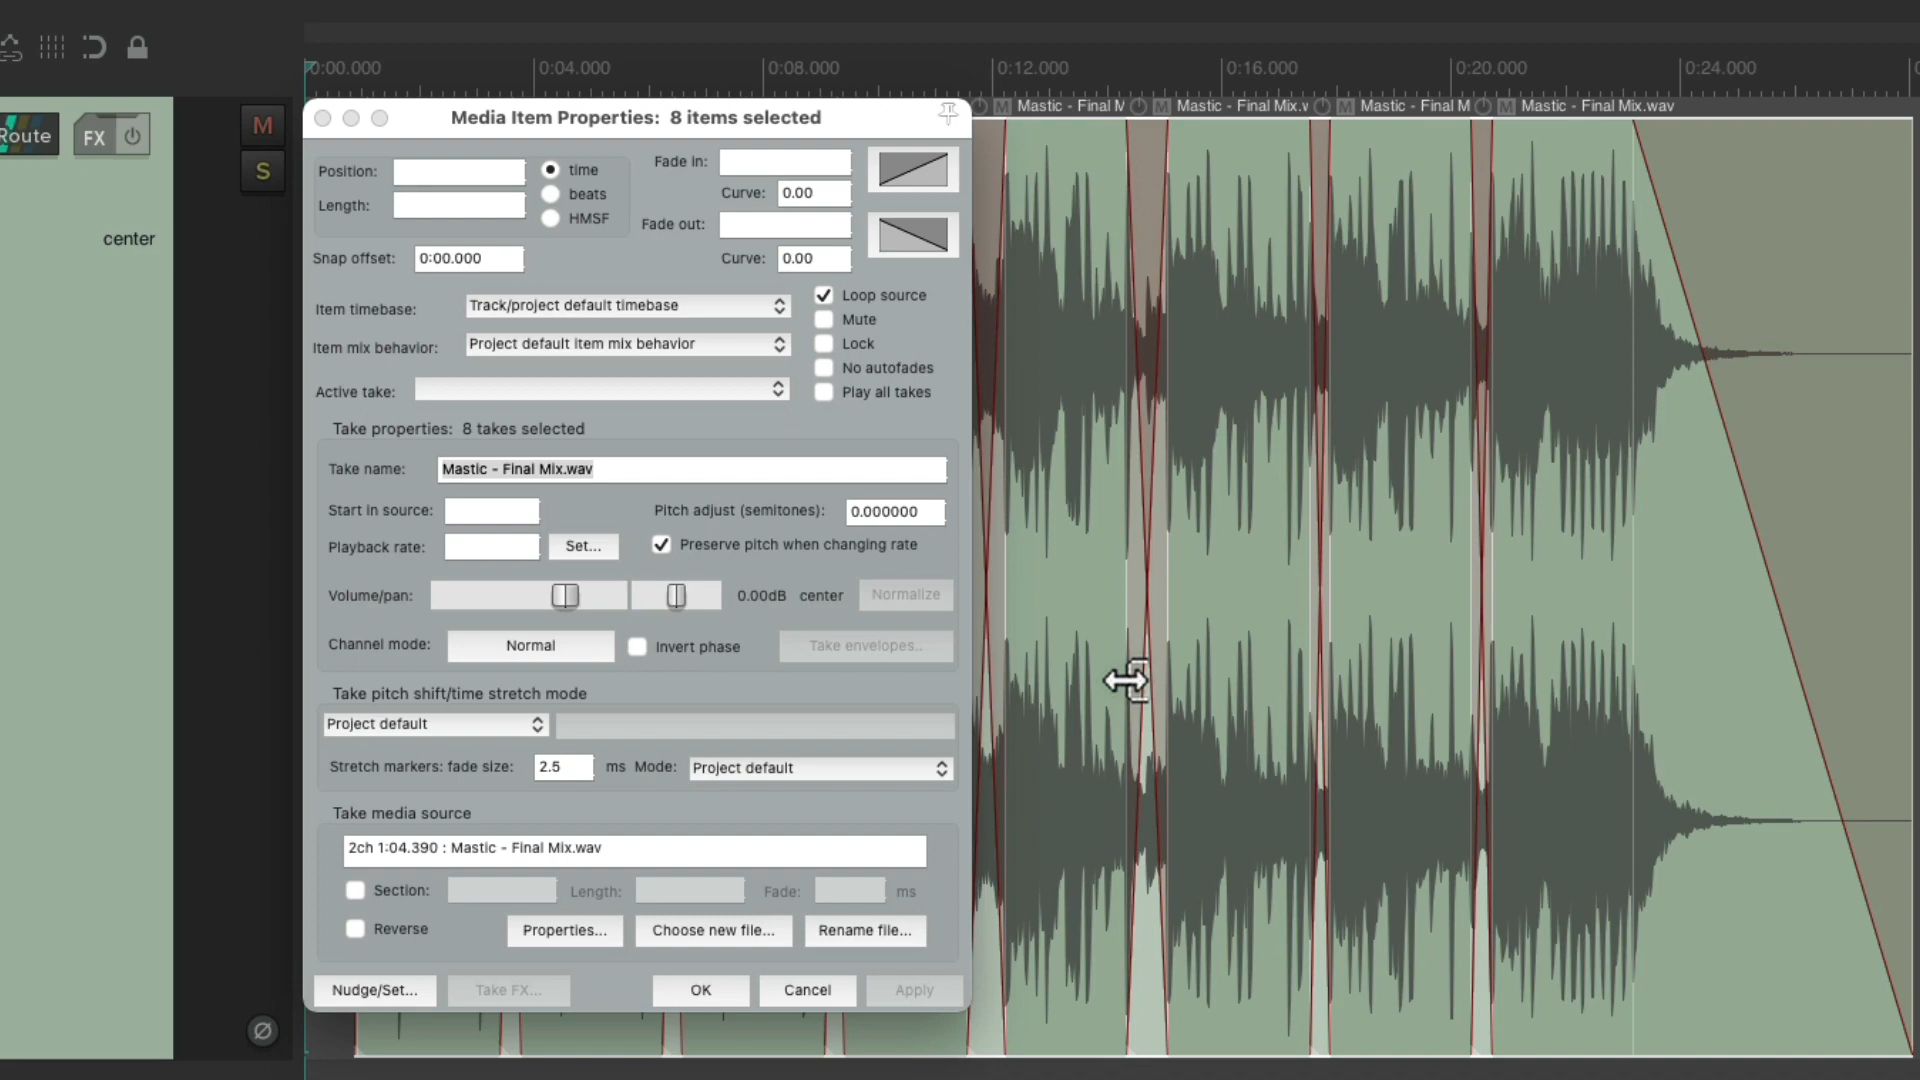 0:00.000 0:04.000 0:08.000 0:12.000 0:16.000 0:20.000 0:24.000
M Mastic - Final M M Mastic - Final Mix.v M Mastic - Final M M Mastic - Final Mix.wav
Route FX M
S
center
Media Item Properties: 8 items selected
Position: time Fade in:
beats Curve: 0.00
Length: HMSF Fade out:
Snap offset: 0:00.000 Curve: 0.00
Item timebase: Track/project default timebase Loop source
Mute
Item mix behavior: Project default item mix behavior Lock
No autofades
Active take: Play all takes
Take properties: 8 takes selected
Take name: Mastic - Final Mix.wav
Start in source: Pitch adjust (semitones): 0.000000
Playback rate: Set... Preserve pitch when changing rate
Volume/pan: 0.00dB center Normalize
Channel mode: Normal Invert phase Take envelopes..
Take pitch shift/time stretch mode
Project default
Stretch markers: fade size: 2.5 ms Mode: Project default
Take media source
2ch 1:04.390 : Mastic - Final Mix.wav
Section: Length: Fade: ms
Reverse Properties... Choose new file... Rename file...
Nudge/Set... Take FX... OK Cancel Apply